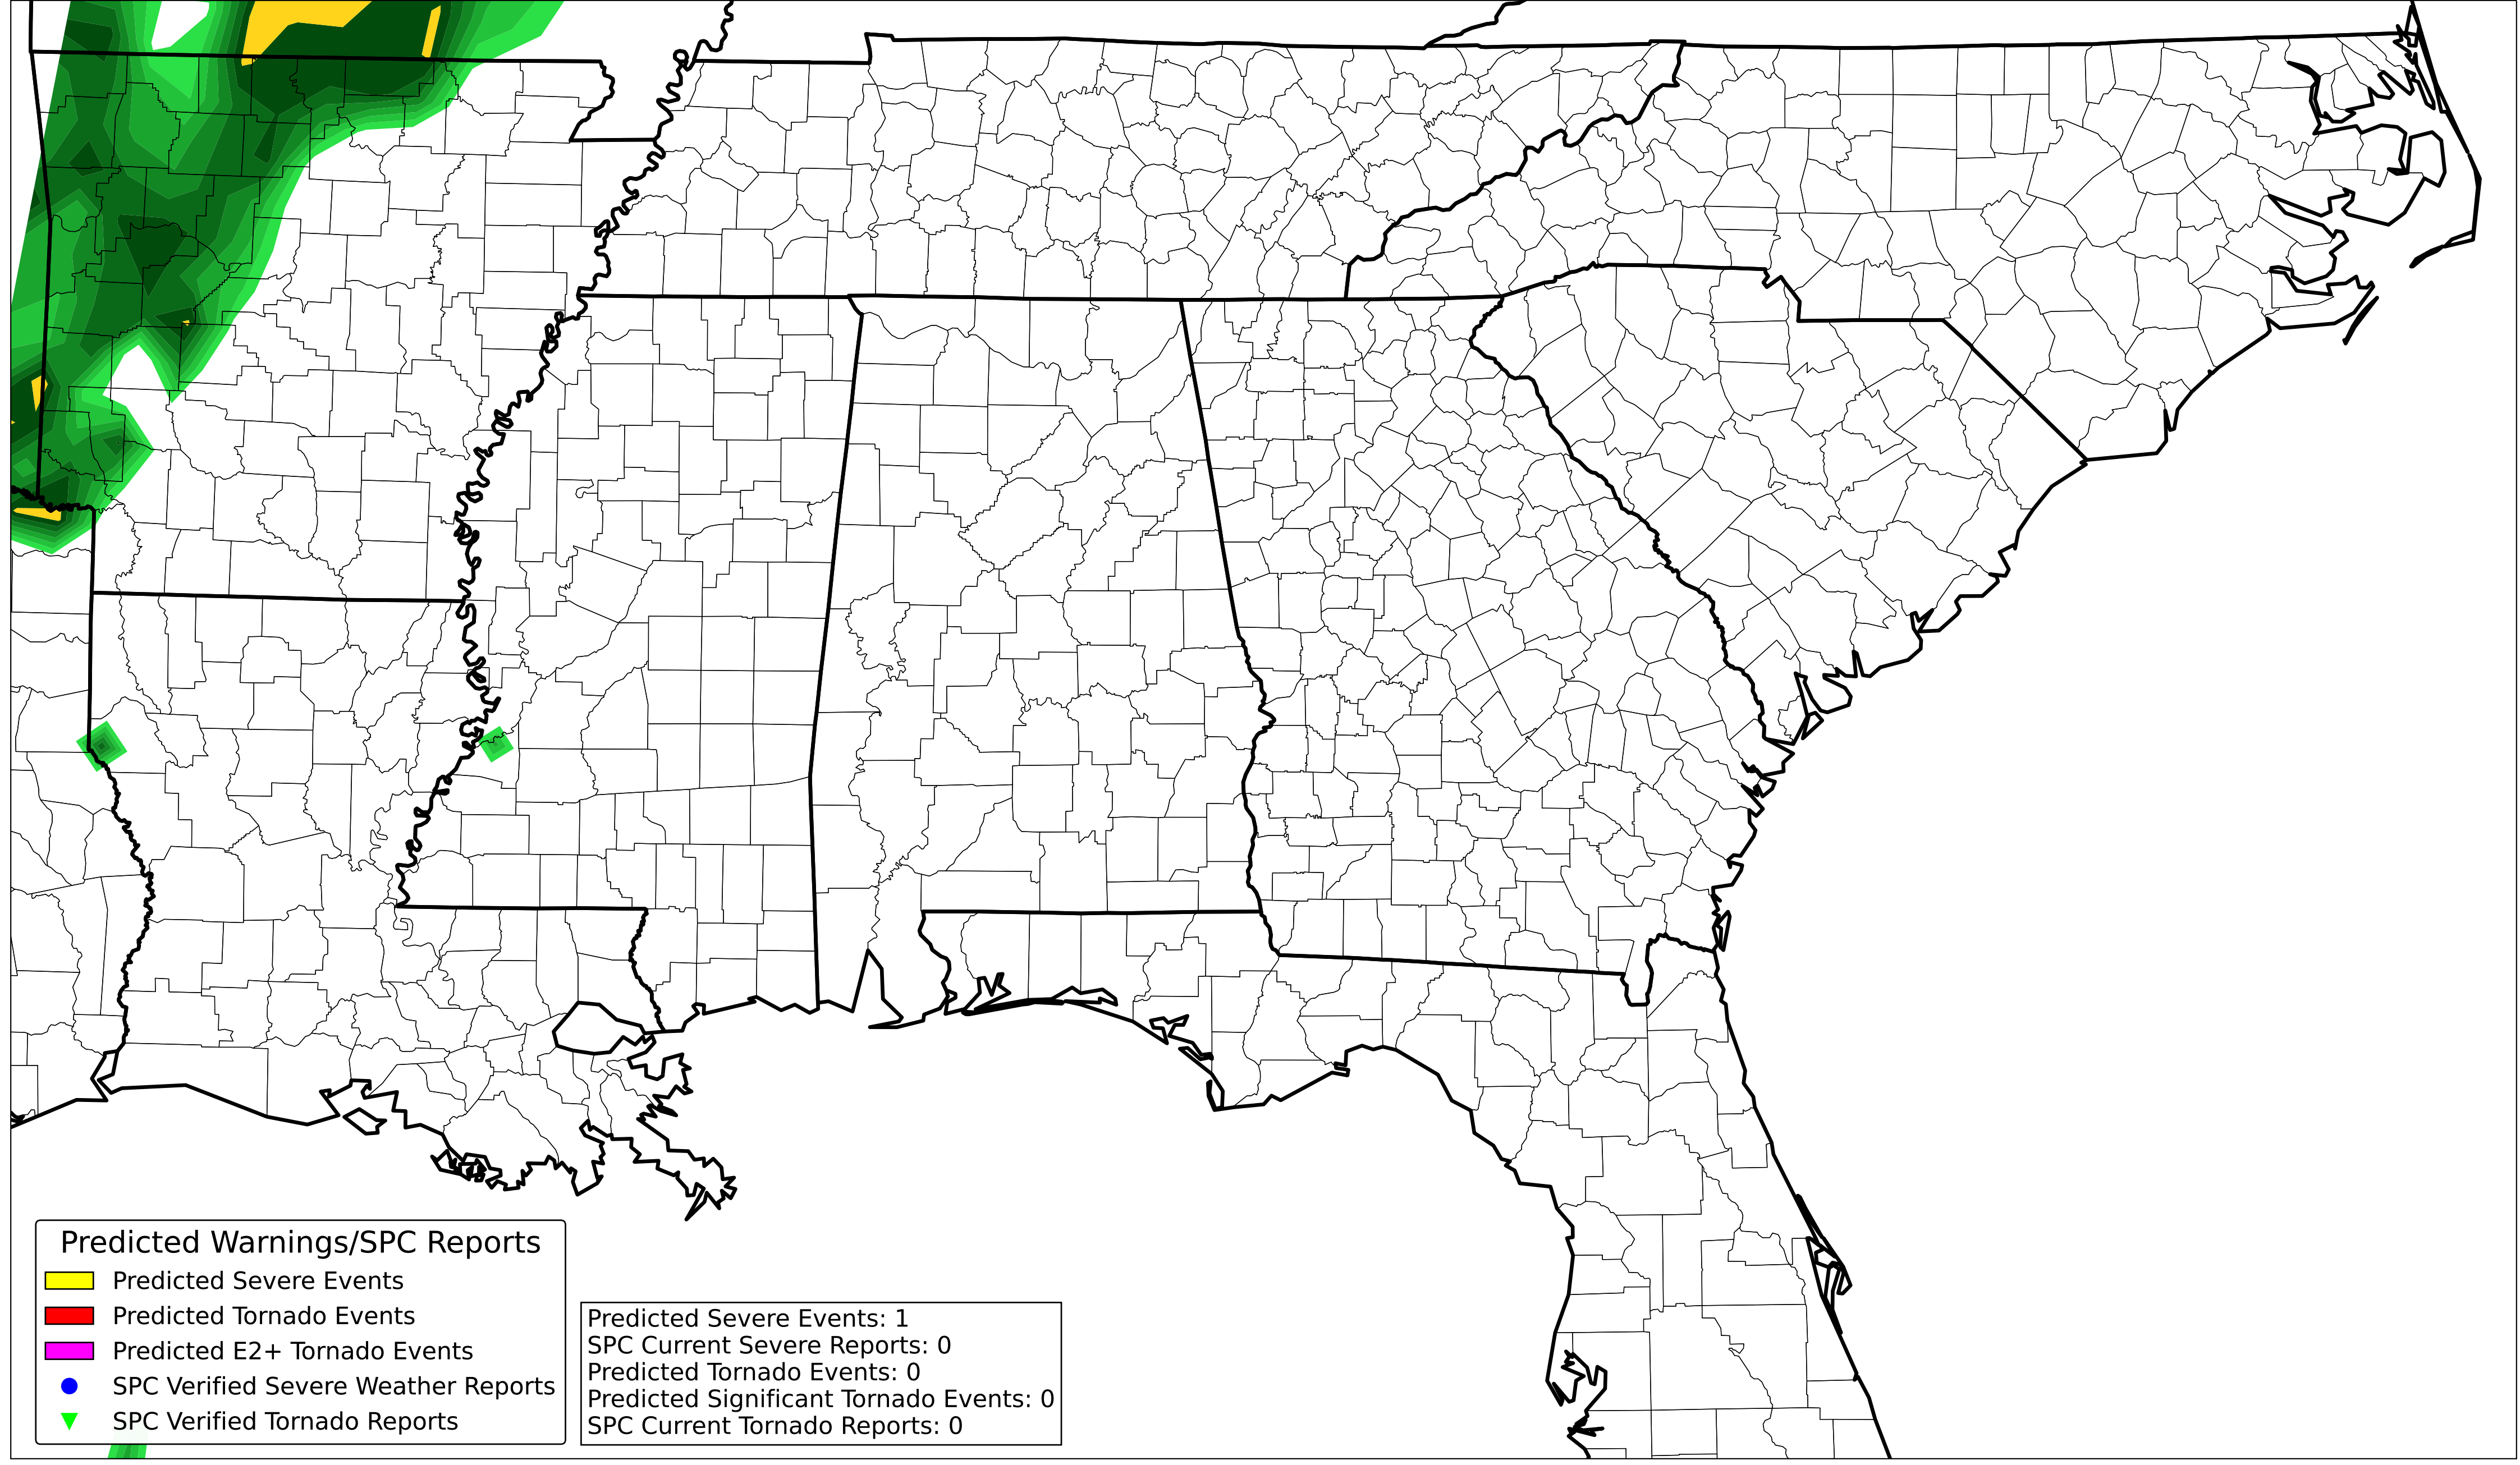 Predicted Warnings/SPC Reports
Predicted Severe Events
Predicted Tornado Events
Predicted E2+ Tornado Events
SPC Verified Severe Weather Reports
SPC Verified Tornado Reports
Predicted Severe Events: 1
SPC Current Severe Reports: 0
Predicted Tornado Events: 0
Predicted Significant Tornado Events: 0
SPC Current Tornado Reports: 0